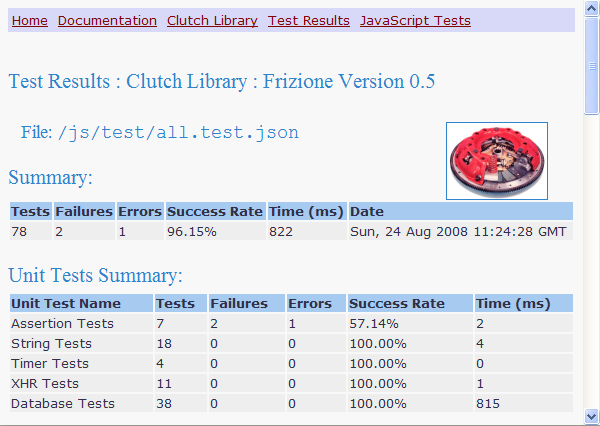 Home Documentation Clutch Library Test Results JavaScript Tests
Test Results : Clutch Library : Frizione Version 0.5
File: /js/test/all.test.json
Summary:
Tests Failures Errors Success Rate Time (ms) Date
78 2 1 96.15% 822 Sun, 24 Aug 2008 11:24:28 GMT
Unit Tests Summary:
Unit Test Name Tests Failures Errors Success Rate Time (ms)
Assertion Tests 7 2 1 57.14% 2
String Tests 18 0 0 100.00% 4
Timer Tests 4 0 0 100.00% 0
XHR Tests 11 0 0 100.00% 1
Database Tests 38 0 0 100.00% 815